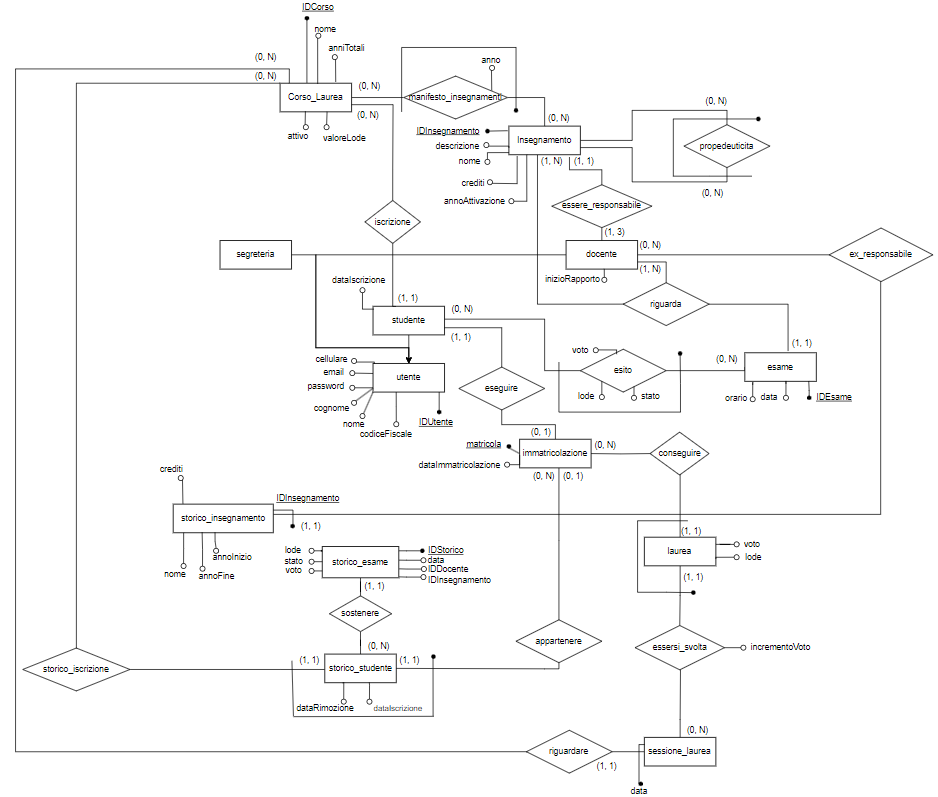 IDCorso
nome
anniTotali
(0, N)
(0, N)
(0, N)
(0, N)
Corso_Laurea
attivo
valoreLode
anno
manifesto_insegnamenti
(0, N)
IDInsegnamento
descrizione
nome
crediti
annoAttivazione
Insegnamento
(1, N)
(1, 1)
(0, N)
propedeuticita
(0, N)
essere_responsabile
(1, 3)
iscrizione
segreteria
docente
(0, N)
(1, N)
inizioRapporto
ex_responsabile
dataIscrizione
(1, 1)
studente
(0, N)
(1, 1)
riguarda
(1, 1)
cellulare
email
password
cognome
nome
codiceFiscale
utente
IDUtente
eseguire
voto
esito
lode
stato
(0, N)
esame
orario
data
IDEsame
(0, 1)
matricola
dataImmatricolazione
immatricolazione
(0, N)
(0, N)
(0, 1)
conseguire
crediti
IDInsegnamento
storico_insegnamento
(1, 1)
nome
annoFine
annoInizio
(1, 1)
laurea
voto
lode
(1, 1)
lode
stato
voto
storico_esame
IDStorico
data
IDDocente
IDInsegnamento
(1, 1)
sostenere
(0, N)
appartenere
essersi_svolta
incrementoVoto
storico_iscrizione
(1, 1)
storico_studente
(1, 1)
dataRimozione
dataIscrizione
(0, N)
riguardare
(1, 1)
sessione_laurea
data